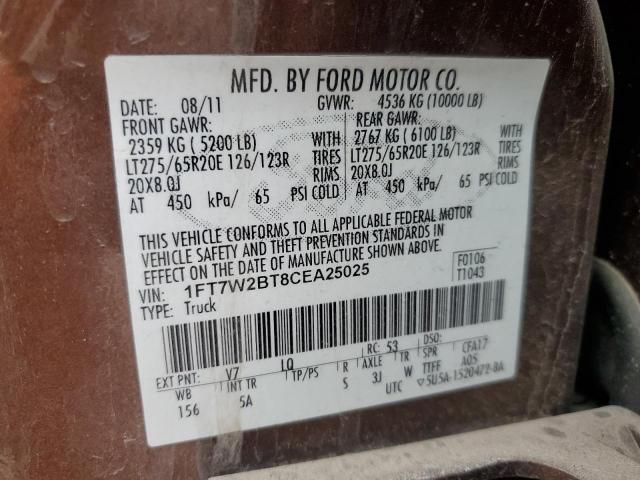 MFD. BY FORD MOTOR CO.
DATE: 08/11 GVWR: 4536 KG (10000 LB)
FRONT GAWR: REAR GAWR:
2359 KG ( 5200 LB) WITH 2767 KG ( 6100 LB) WITH
LT275/65R20E 126/123R TIRES LT275/65R20E 126/123R TIRES
20X8.0J RIMS 20X8.0J RIMS
AT 450 kPa/ 65 PSI COLD AT 450 kPa/ 65 PSI COLD
THIS VEHICLE CONFORMS TO ALL APPLICABLE FEDERAL MOTOR
VEHICLE SAFETY AND THEFT PREVENTION STANDARDS IN
EFFECT ON THE DATE OF MANUFACTURE SHOWN ABOVE.
VIN: 1FT7W2BT8CEA25025 F0106
TYPE: Truck T1043
EXT PNT: V7 LQ RC: 53 DSO:
WB INT TR TP/PS R AXLE TR SPR CFA17
156 5A S 3J W TTFF A05
UTC 5U5A-1520472-BA